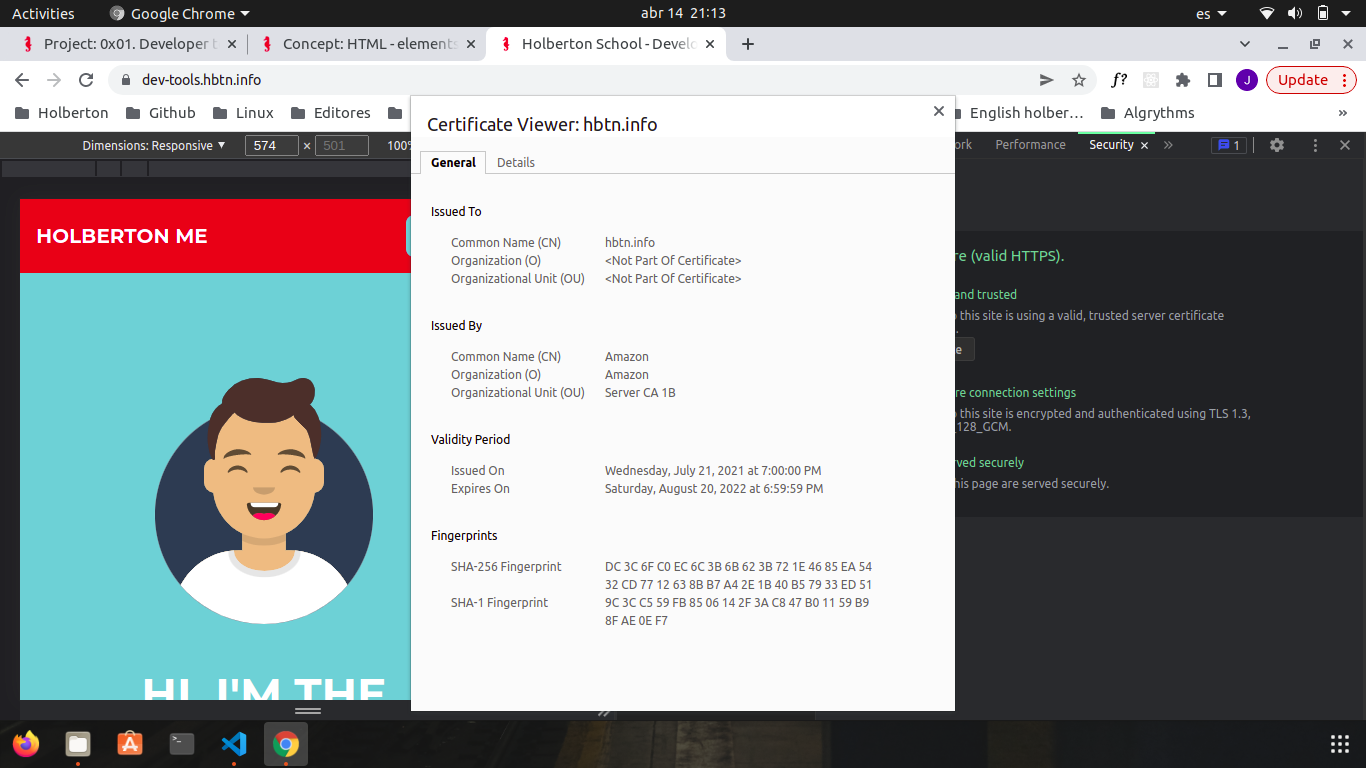 Activities
Google Chrome
abr 14 21:13
es
Project: 0x01. Developer t
Concept: HTML - elements
Holberton School - Develo
dev-tools.hbtn.info
f?
J
Update
Holberton
Github
Linux
Editores
English holber…
Algrythms
»
Dimensions: Responsive
574
×
501
100%
ork
Performance
Security
»
1
Certificate Viewer: hbtn.info
General
Details
Issued To
Common Name (CN) hbtn.info
Organization (O) <Not Part Of Certificate>
Organizational Unit (OU) <Not Part Of Certificate>
Issued By
Common Name (CN) Amazon
Organization (O) Amazon
Organizational Unit (OU) Server CA 1B
Validity Period
Issued On Wednesday, July 21, 2021 at 7:00:00 PM
Expires On Saturday, August 20, 2022 at 6:59:59 PM
Fingerprints
SHA-256 Fingerprint DC 3C 6F C0 EC 6C 3B 6B 62 3B 72 1E 46 85 EA 54
32 CD 77 12 63 8B B7 A4 2E 1B 40 B5 79 33 ED 51
SHA-1 Fingerprint 9C 3C C5 59 FB 85 06 14 2F 3A C8 47 B0 11 59 B9
8F AE 0E F7
HOLBERTON ME
HI, I'M THE
re (valid HTTPS).
and trusted
this site is using a valid, trusted server certificate
.
e
re connection settings
this site is encrypted and authenticated using TLS 1.3,
_128_GCM.
rved securely
his page are served securely.